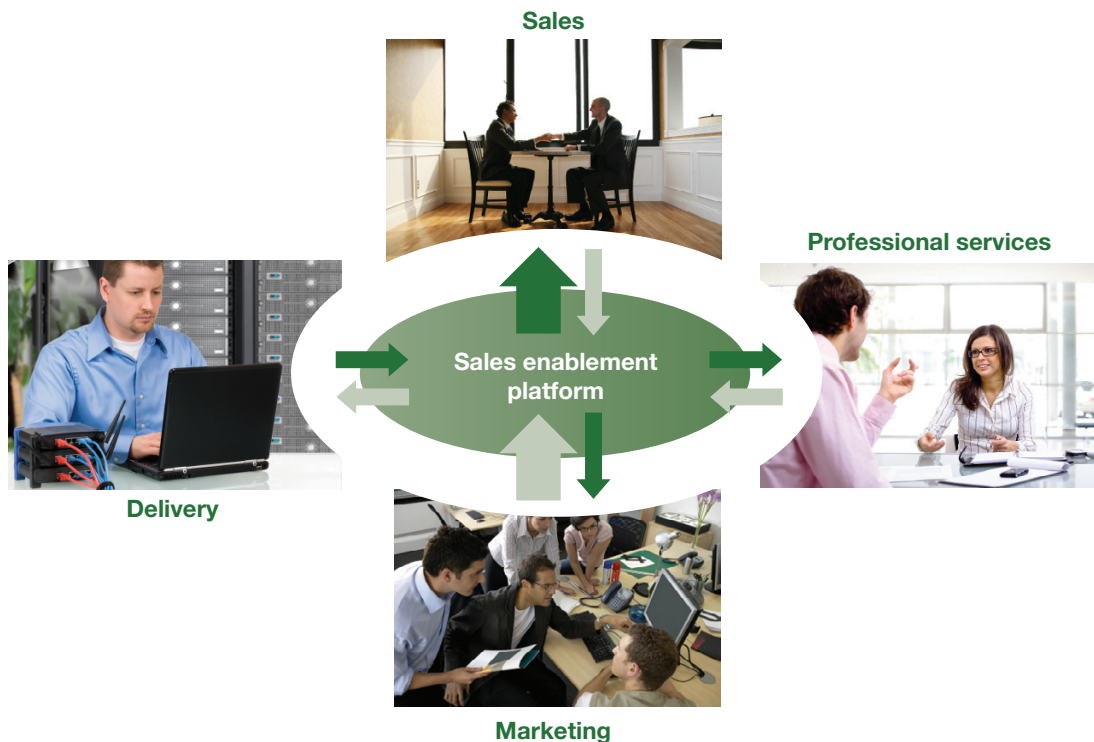 Sales
Professional services
Sales enablement
platform
Delivery
Marketing